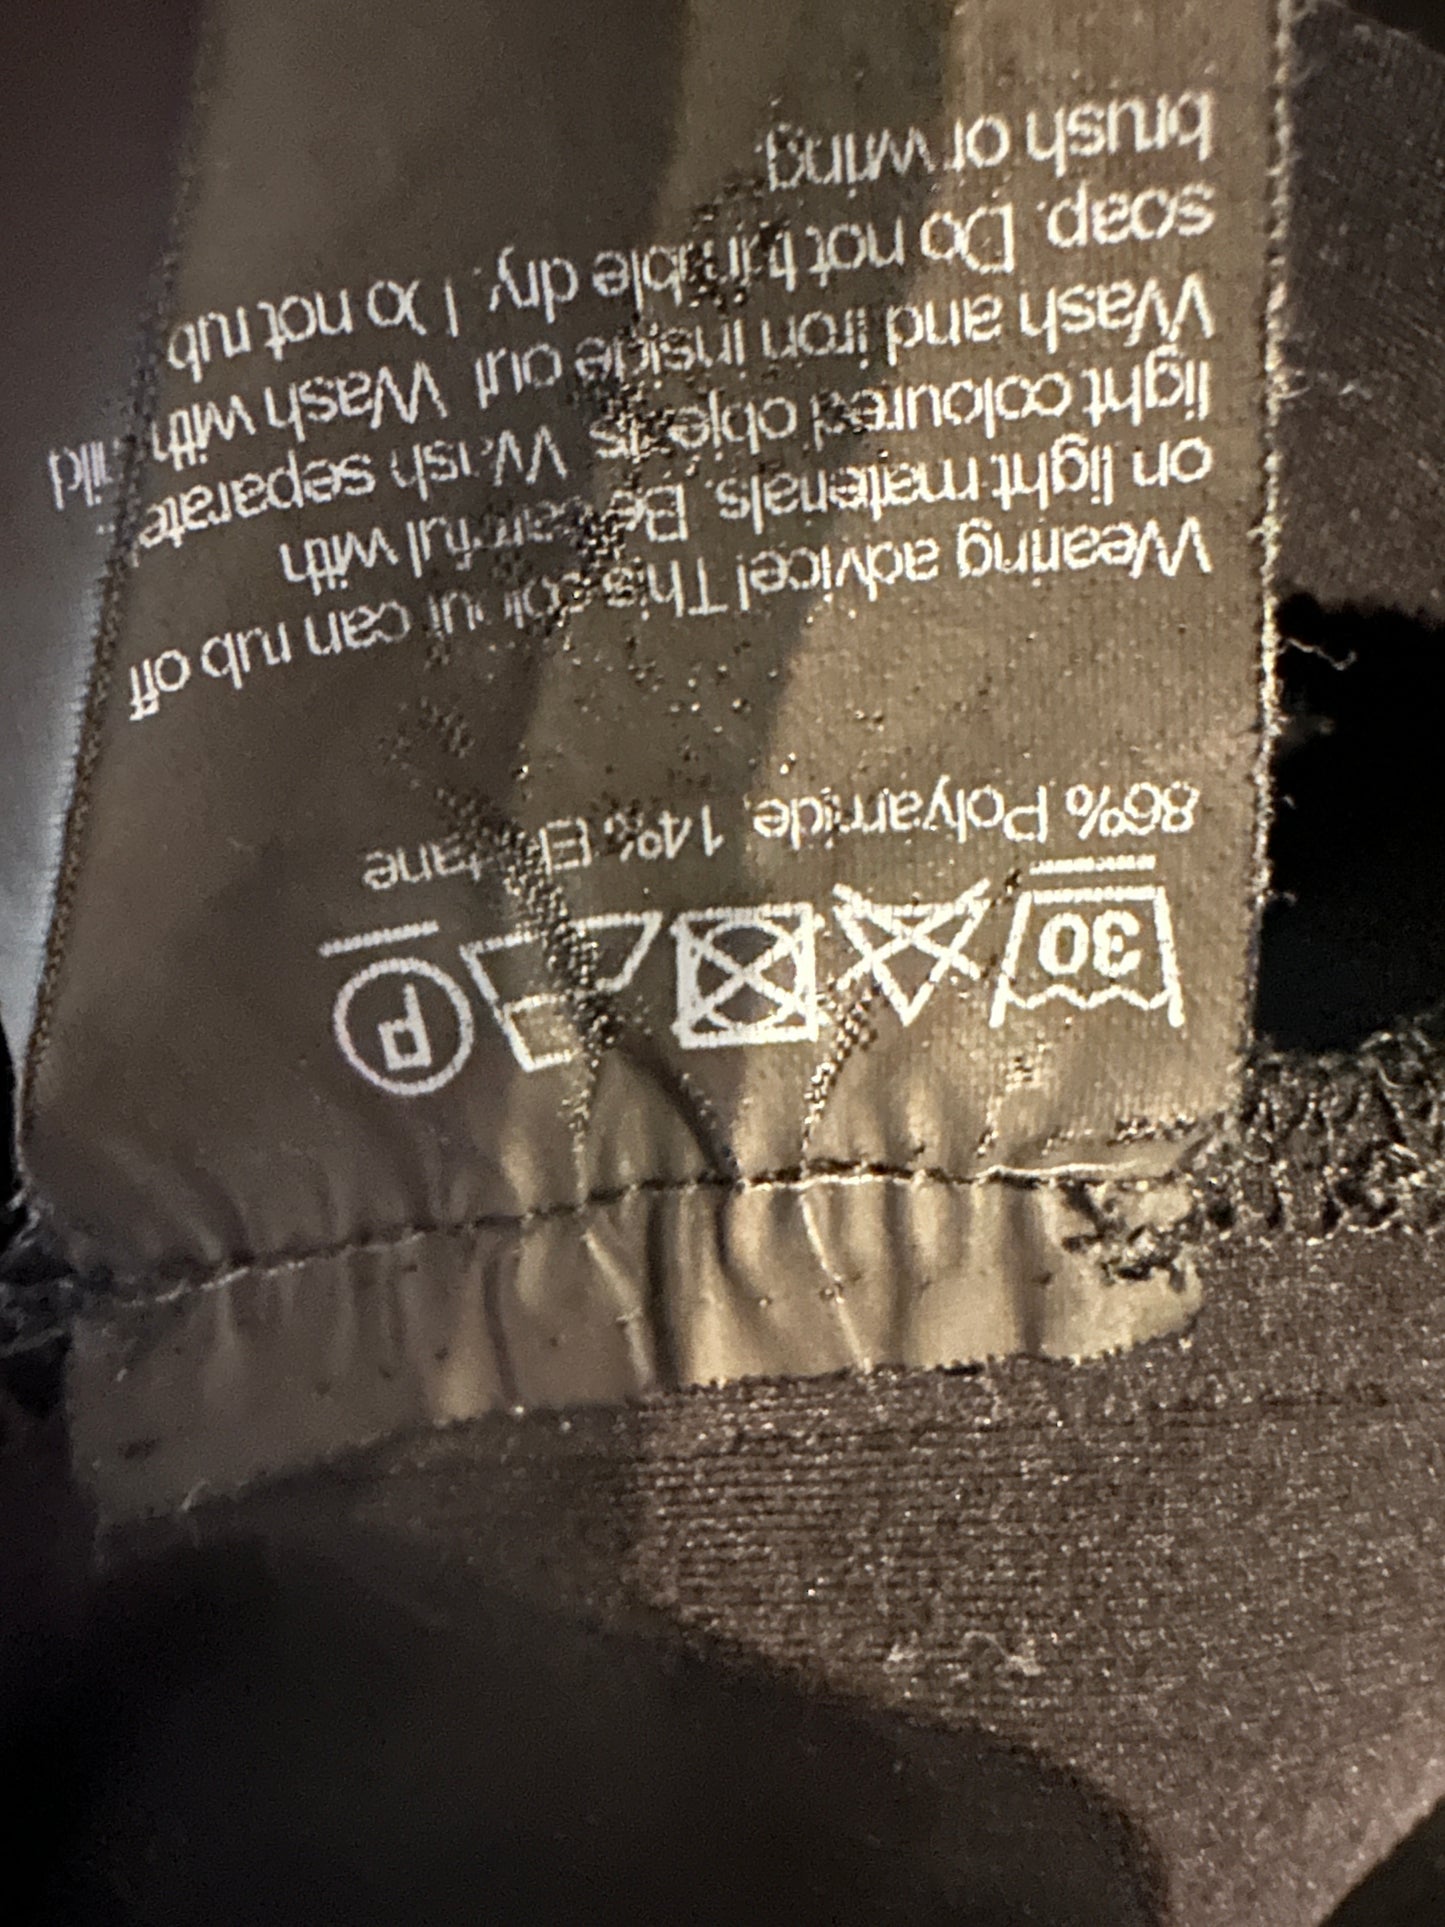 30
P
86% Polyamide, 14% Elastane
Wearing advice! This colour can rub off
on light materials. Be careful with
light coloured objects. Wash separate
Wash and iron inside out. Wash with mild
soap. Do not tumble dry. Do not rub
brush or wring.